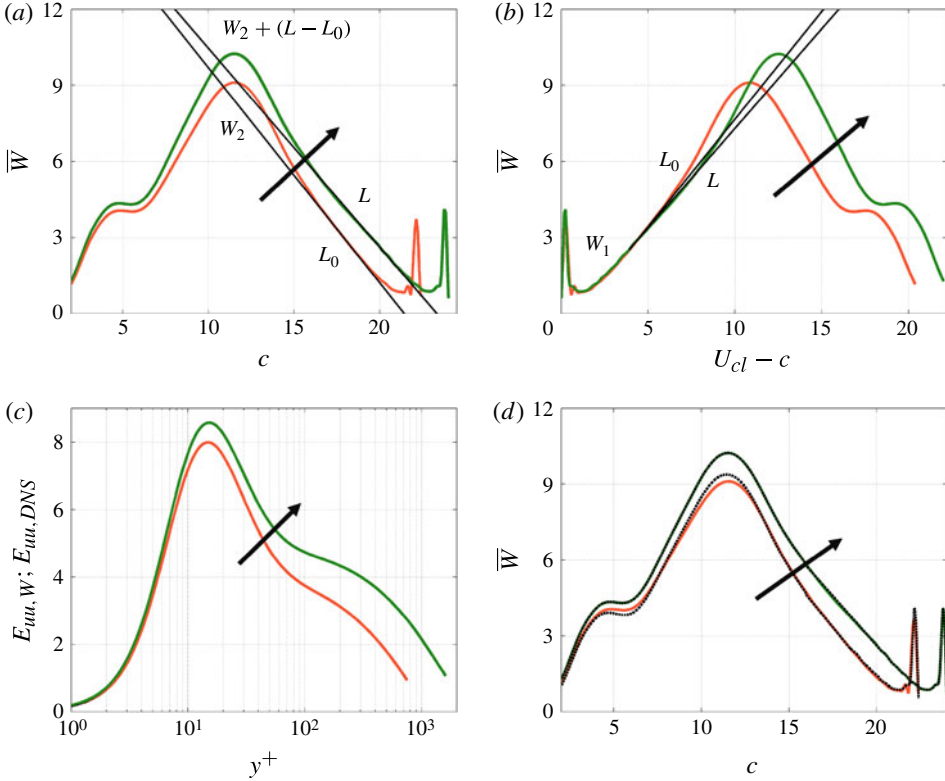 (a)
12
9
6
3
0
5
10
15
20
W̅
c
W₂ + (L – L₀)
W₂
L
L₀
(b)
12
9
6
3
0
5
10
15
20
W̅
U_cl – c
L₀
L
W₁
(c)
8
6
4
2
0
10⁰
10¹
10²
10³
E_uu,W; E_uu,DNS
y⁺
(d)
12
9
6
3
0
5
10
15
20
W̅
c